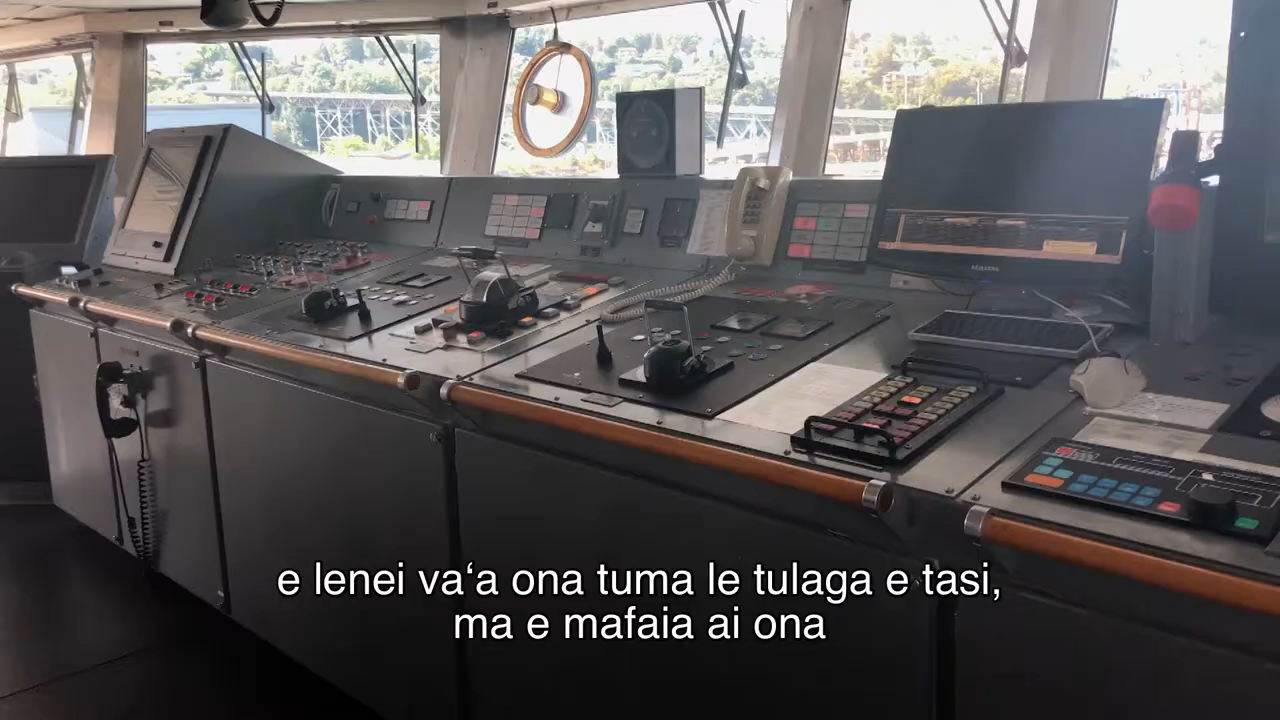 e lenei va‘a ona tuma le tulaga e tasi,
ma e mafaia ai ona